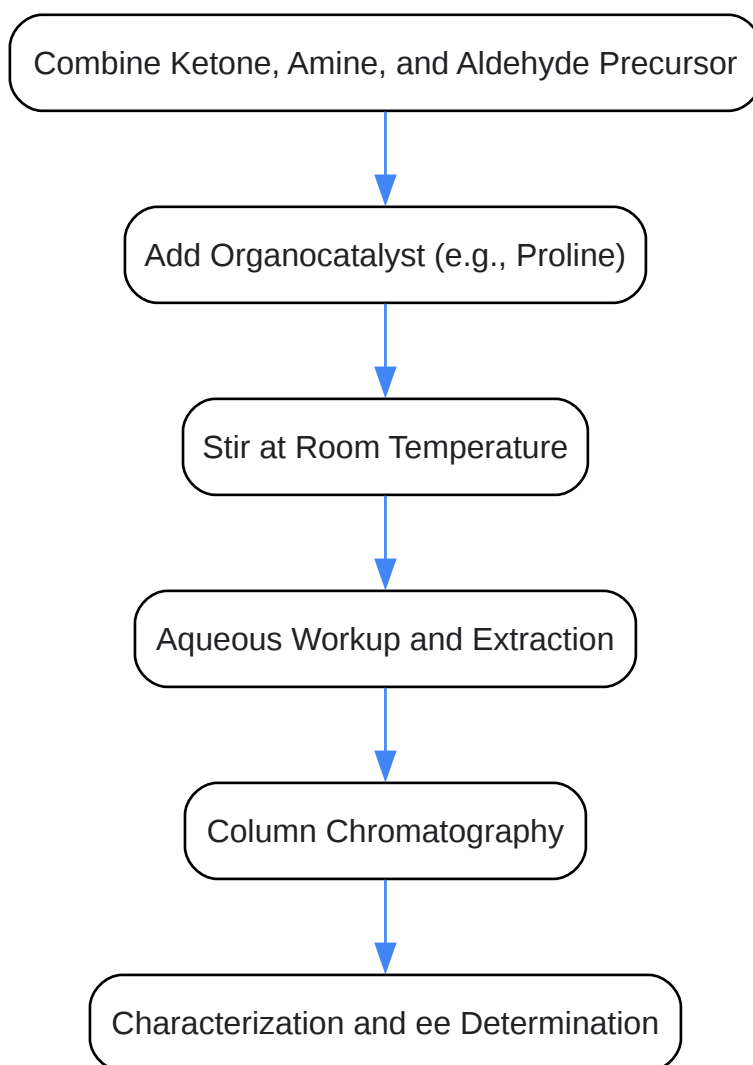 Combine Ketone, Amine, and Aldehyde Precursor
Add Organocatalyst (e.g., Proline)
Stir at Room Temperature
Aqueous Workup and Extraction
Column Chromatography
Characterization and ee Determination